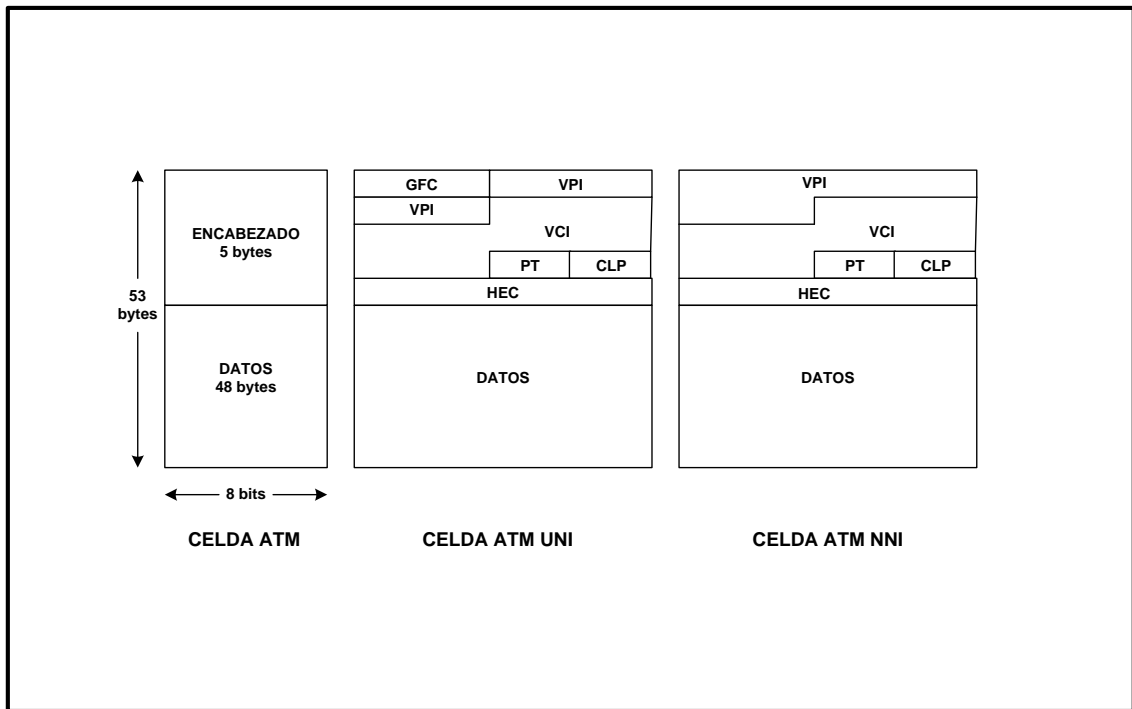 53
bytes
ENCABEZADO
5 bytes
DATOS
48 bytes
8 bits
CELDA ATM
GFC
VPI
VPI
VCI
PT
CLP
HEC
DATOS
CELDA ATM UNI
VPI
VCI
PT
CLP
HEC
DATOS
CELDA ATM NNI